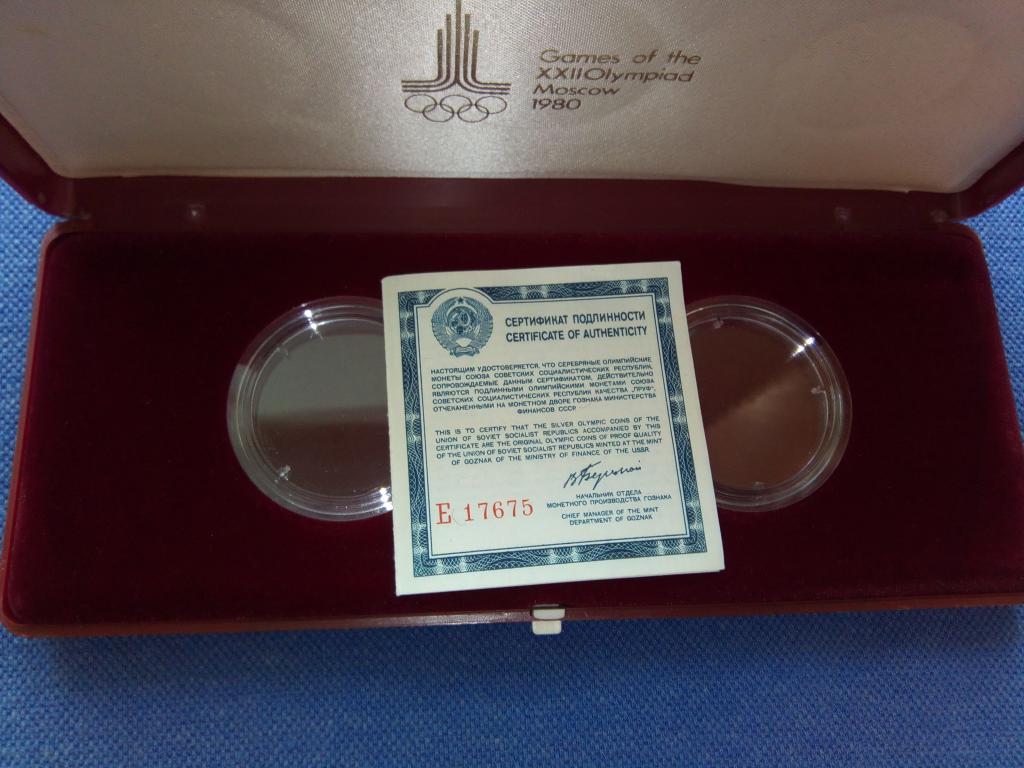 Games of the
XXII Olympiad
Moscow
1980
СЕРТИФИКАТ ПОДЛИННОСТИ
CERTIFICATE OF AUTHENTICITY
НАСТОЯЩИМ УДОСТОВЕРЯЕТСЯ, ЧТО СЕРЕБРЯНЫЕ ОЛИМПИЙСКИЕ
МОНЕТЫ СОЮЗА СОВЕТСКИХ СОЦИАЛИСТИЧЕСКИХ РЕСПУБЛИК,
СОПРОВОЖДАЕМЫЕ ДАННЫМ СЕРТИФИКАТОМ, ДЕЙСТВИТЕЛЬНО
ЯВЛЯЮТСЯ ПОДЛИННЫМИ ОЛИМПИЙСКИМИ МОНЕТАМИ СОЮЗА
СОВЕТСКИХ СОЦИАЛИСТИЧЕСКИХ РЕСПУБЛИК КАЧЕСТВА „ПРУФ“,
ОТЧЕКАНЕННЫМИ НА МОНЕТНОМ ДВОРЕ ГОЗНАКА МИНИСТЕРСТВА
ФИНАНСОВ СССР
THIS IS TO CERTIFY THAT THE SILVER OLYMPIC COINS OF THE
UNION OF SOVIET SOCIALIST REPUBLICS ACCOMPANIED BY THIS
CERTIFICATE ARE THE ORIGINAL OLYMPIC COINS OF PROOF QUALITY
OF THE UNION OF SOVIET SOCIALIST REPUBLICS MINTED AT THE MINT
OF GOZNAK OF THE MINISTRY OF FINANCE OF THE USSR
E 17675
НАЧАЛЬНИК ОТДЕЛА
МОНЕТНОГО ПРОИЗВОДСТВА ГОЗНАКА
CHIEF MANAGER OF THE MINT
DEPARTMENT OF GOZNAK